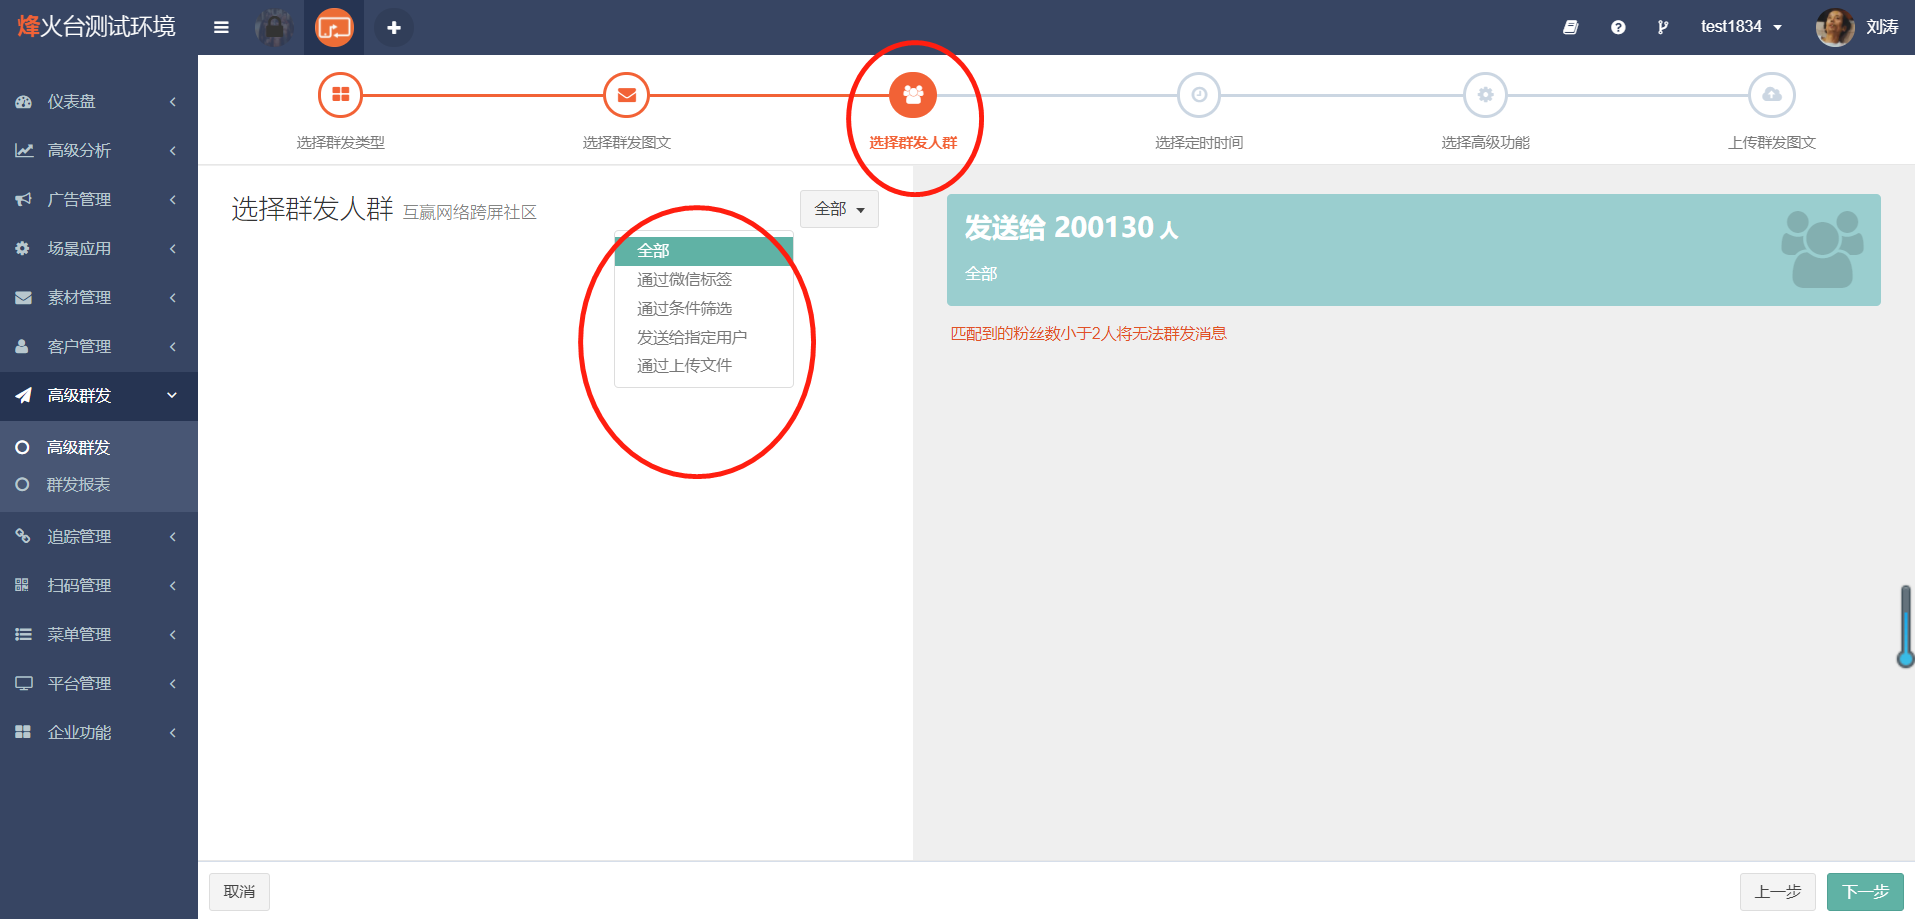 烽火台测试环境
test1834
刘涛
仪表盘
高级分析
广告管理
场景应用
素材管理
客户管理
高级群发
高级群发
群发报表
追踪管理
扫码管理
菜单管理
平台管理
企业功能
选择群发类型
选择群发图文
选择群发人群
选择定时时间
选择高级功能
上传群发图文
选择群发人群 互赢网络跨屏社区
全部
全部
通过微信标签
通过条件筛选
发送给指定用户
通过上传文件
发送给 200130 人
全部
匹配到的粉丝数小于2人将无法群发消息
取消
上一步
下一步